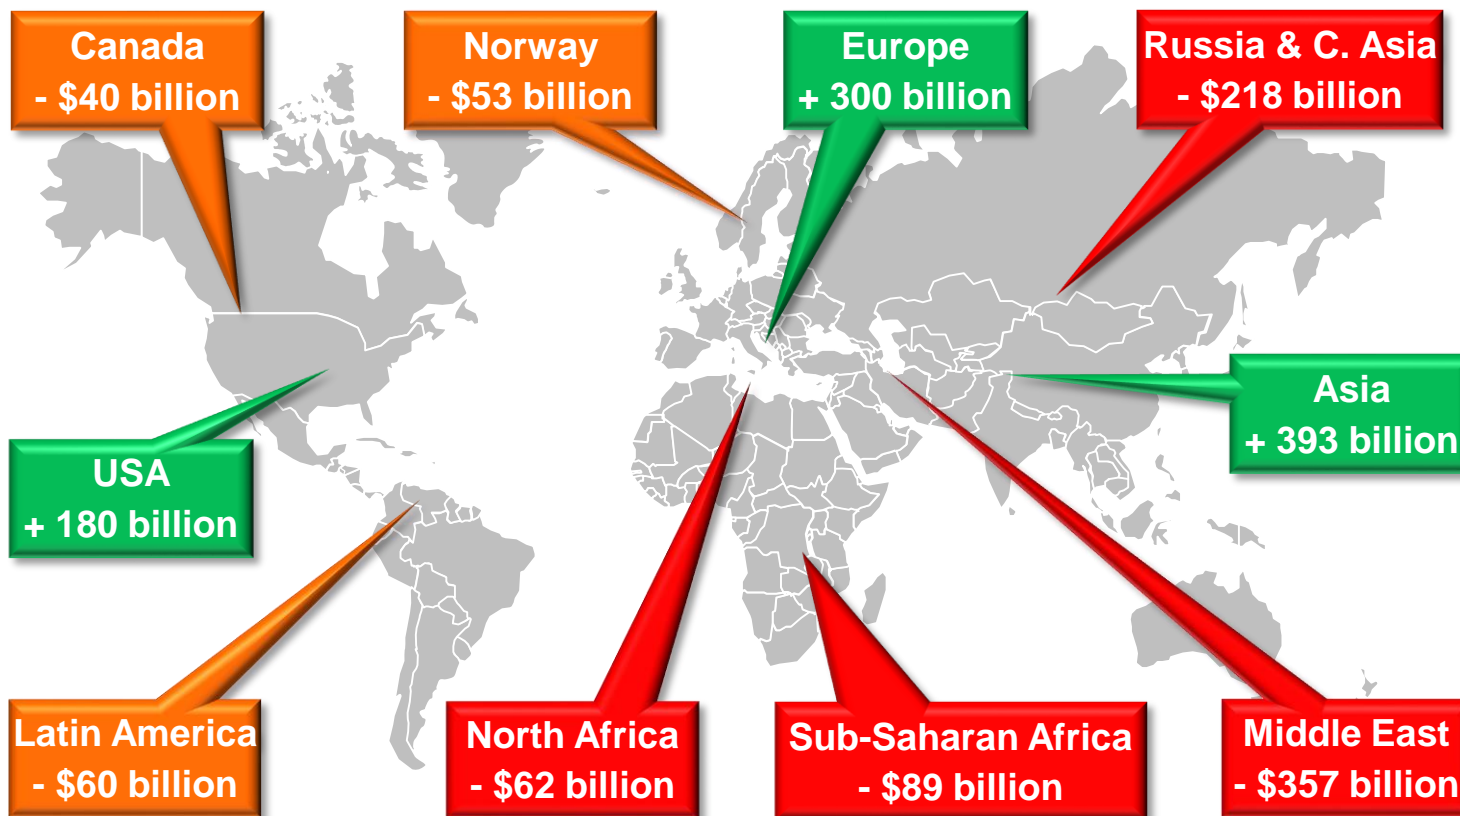 Canada
- $40 billion
Norway
- $53 billion
Europe
+ 300 billion
Russia & C. Asia
- $218 billion
Asia
+ 393 billion
USA
+ 180 billion
Latin America
- $60 billion
North Africa
- $62 billion
Sub-Saharan Africa
- $89 billion
Middle East
- $357 billion